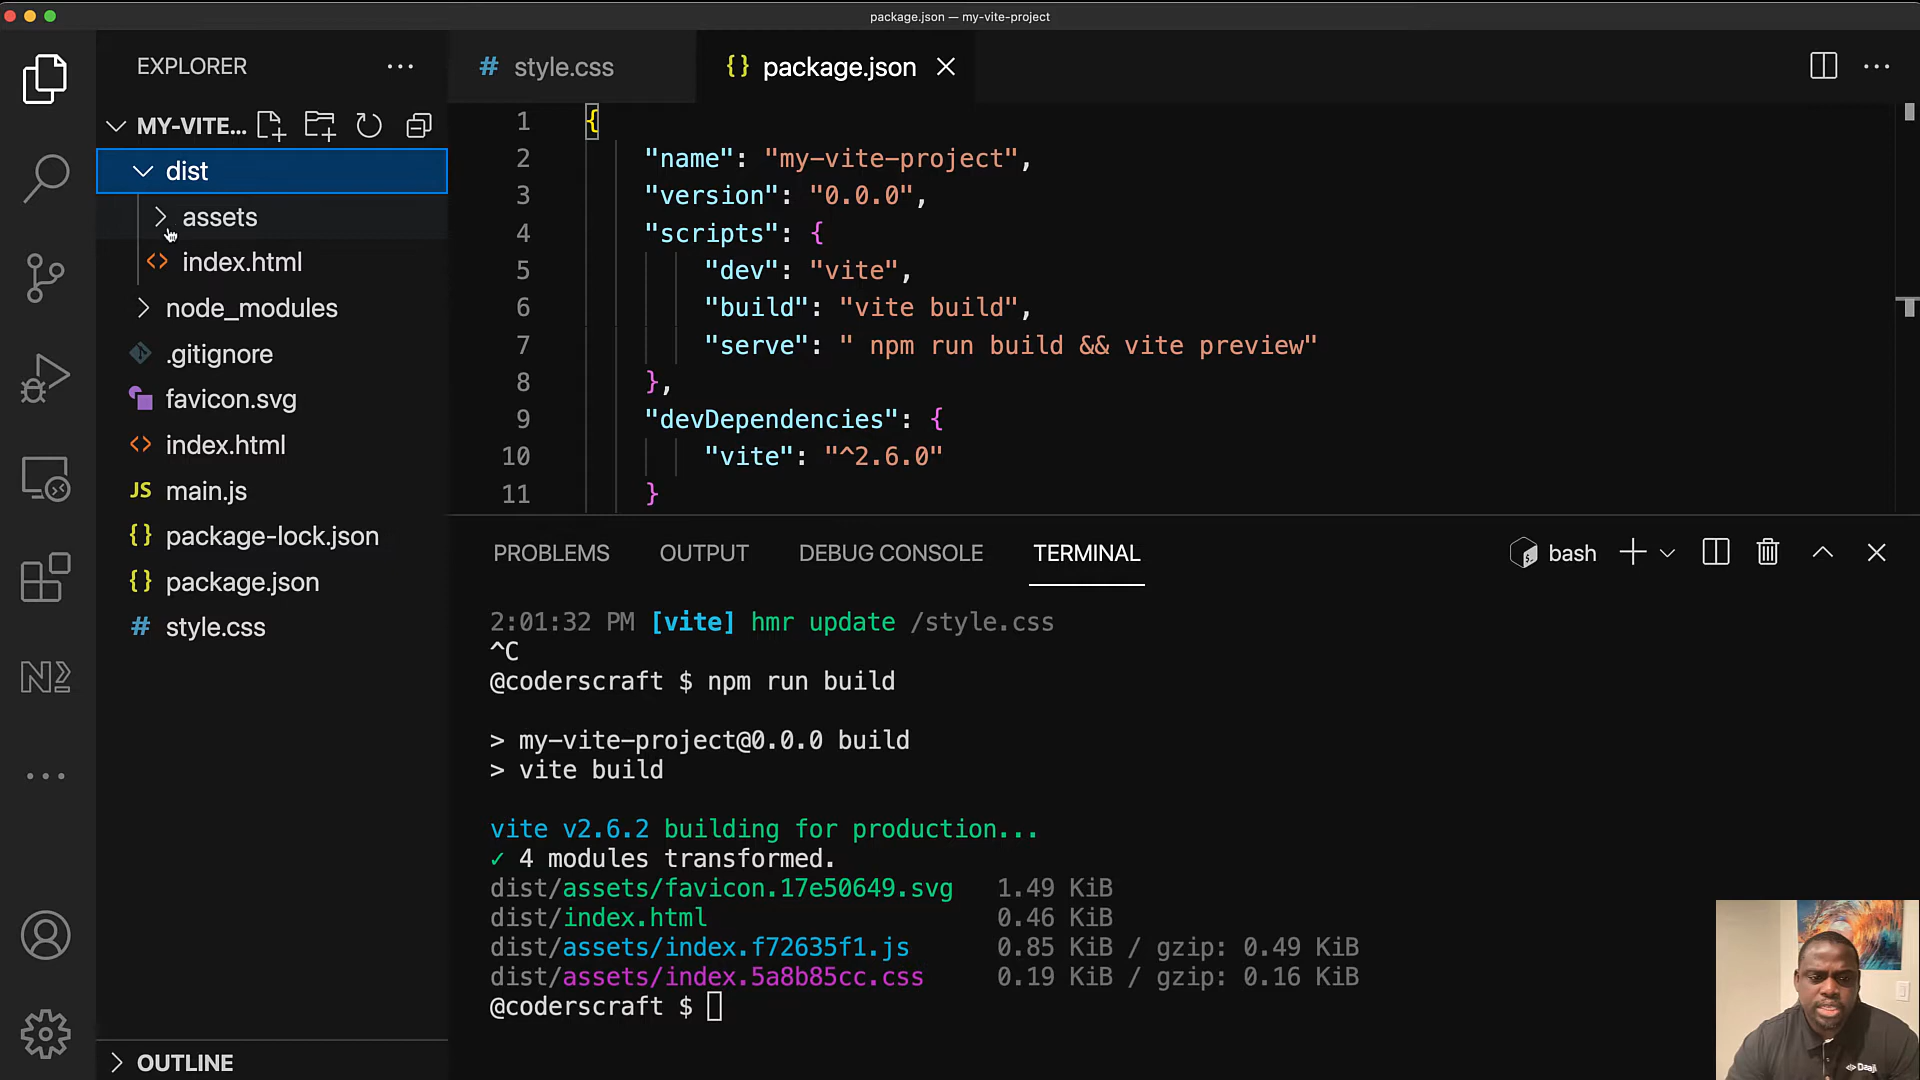 package.json — my-vite-project
EXPLORER
MY-VITE...
dist
assets
index.html
node_modules
.gitignore
favicon.svg
index.html
JS main.js
{} package-lock.json
{} package.json
# style.css
OUTLINE
# style.css
{} package.json
1 {
2 "name": "my-vite-project",
3 "version": "0.0.0",
4 "scripts": {
5 "dev": "vite",
6 "build": "vite build",
7 "serve": " npm run build && vite preview"
8 },
9 "devDependencies": {
10 "vite": "^2.6.0"
11 }
PROBLEMS OUTPUT DEBUG CONSOLE TERMINAL
bash
2:01:32 PM [vite] hmr update /style.css
^C
@coderscraft $ npm run build
> my-vite-project@0.0.0 build
> vite build
vite v2.6.2 building for production...
✓ 4 modules transformed.
dist/assets/favicon.17e50649.svg 1.49 KiB
dist/index.html 0.46 KiB
dist/assets/index.f72635f1.js 0.85 KiB / gzip: 0.49 KiB
dist/assets/index.5a8b85cc.css 0.19 KiB / gzip: 0.16 KiB
@coderscraft $